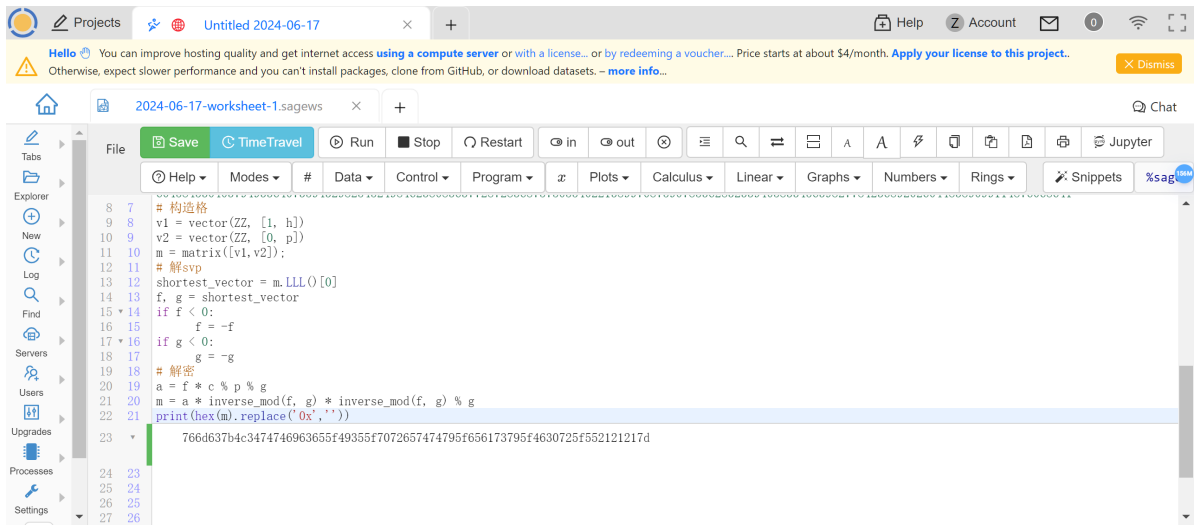 Projects
Untitled 2024-06-17
Help
Z Account
0
Hello You can improve hosting quality and get internet access using a compute server or with a license... or by redeeming a voucher.... Price starts at about $4/month. Apply your license to this project..
Otherwise, expect slower performance and you can't install packages, clone from GitHub, or download datasets. – more info...
Dismiss
2024-06-17-worksheet-1.sagews
Chat
File
Save TimeTravel Run Stop Restart in out A A Jupyter
Help Modes # Data Control Program x Plots Calculus Linear Graphs Numbers Rings Snippets
106M
Tabs
Explorer
New
Log
Find
Servers
Users
Upgrades
Processes
Settings
8 7 # 构造格
9 8 v1 = vector(ZZ, [1, h])
10 9 v2 = vector(ZZ, [0, p])
11 10 m = matrix([v1,v2]);
12 11 # 解svp
13 12 shortest_vector = m.LLL()[0]
14 13 f, g = shortest_vector
15 14 if f < 0:
16 15 f = -f
17 16 if g < 0:
18 17 g = -g
19 18 # 解密
20 19 a = f * c % p % g
21 20 m = a * inverse_mod(f, g) * inverse_mod(f, g) % g
22 21 print(hex(m).replace('0x',''))
23 766d637b4c3474746963655f49355f7072657474795f656173795f4630725f552121217d
24 23
25 24
26 25
27 26